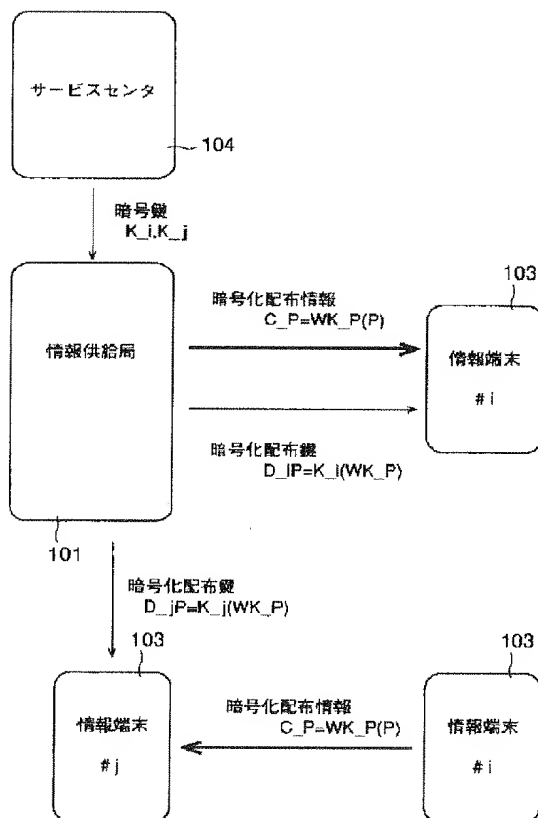 サービスセンタ
104
暗号鍵
K_i,K_j
情報供給局
101
暗号化配布情報
C_P=WK_P(P)
103
情報端末
#i
暗号化配布鍵
D_iP=K_i(WK_P)
暗号化配布鍵
D_jP=K_j(WK_P)
103
情報端末
#j
暗号化配布情報
C_P=WK_P(P)
103
情報端末
#i